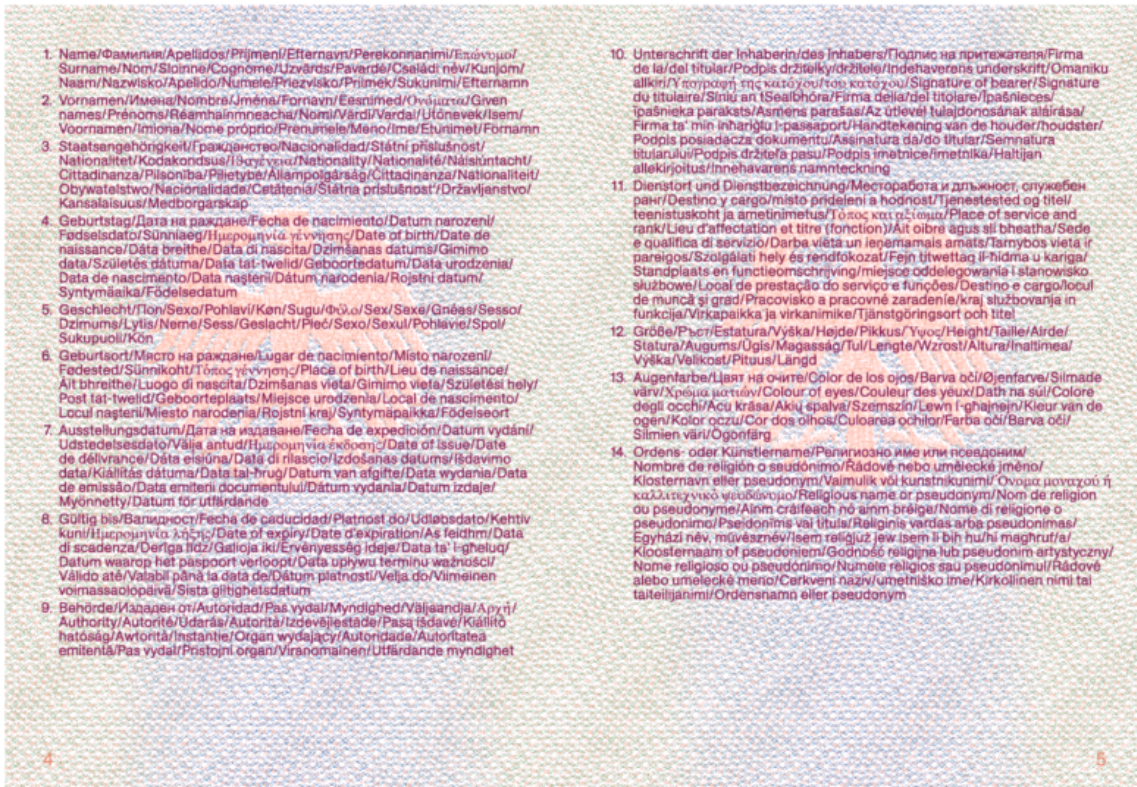 1. Name/Фамилия/Apellidos/Příjmení/Efternavn/Perekonnanimi/Επώνυμο/
Surname/Nom/Sloinne/Cognome/Uzvārds/Pavardė/Családi név/Kunjom/
Naam/Nazwisko/Apelido/Numele/Priezvisko/Priimek/Sukunimi/Efternamn
2. Vornamen/Имена/Nombre/Jména/Fornavn/Eesnimed/Ονόματα/Given
names/Prénoms/Réamhainmneacha/Nomi/Vārdi/Vardai/Utónevek/Isem/
Voornamen/Imiona/Nome próprio/Prenumele/Meno/Ime/Etunimet/Förnamn
3. Staatsangehörigkeit/Гражданство/Nacionalidad/Státní příslušnost/
Nationalitet/Kodakondsus/Ιθαγένεια/Nationality/Nationalité/Náisiúntacht/
Cittadinanza/Pilsonība/Pilietybė/Állampolgárság/Cittadinanza/Nationaliteit/
Obywatelstwo/Nacionalidade/Cetăţenia/Štátna príslušnosť/Državljanstvo/
Kansalaisuus/Medborgarskap
4. Geburtstag/Дата на раждане/Fecha de nacimiento/Datum narození/
Fødselsdato/Sünniaeg/Ημερομηνία γέννησης/Date of birth/Date de
naissance/Dáta breithe/Data di nascita/Dzimšanas datums/Gimimo
data/Születés dátuma/Data tat-twelid/Geboortedatum/Data urodzenia/
Data de nascimento/Data naşterii/Dátum narodenia/Rojstni datum/
Syntymäaika/Födelsedatum
5. Geschlecht/Пол/Sexo/Pohlaví/Køn/Sugu/Φύλο/Sex/Sexe/Gnéas/Sesso/
Dzimums/Lytis/Neme/Sess/Geslacht/Płeć/Sexo/Sexul/Pohlavie/Spol/
Sukupuoli/Kön
6. Geburtsort/Място на раждане/Lugar de nacimiento/Místo narození/
Fødested/Sünnikoht/Τόπος γέννησης/Place of birth/Lieu de naissance/
Áit bhreithe/Luogo di nascita/Dzimšanas vieta/Gimimo vieta/Születési hely/
Post tat-twelid/Geboorteplaats/Miejsce urodzenia/Local de nascimento/
Locul naşterii/Miesto narodenia/Rojstni kraj/Syntymäpaikka/Födelseort
7. Ausstellungsdatum/Дата на издаване/Fecha de expedición/Datum vydání/
Udstedelsesdato/Välja antud/Ημερομηνία έκδοσης/Date of issue/Date
de délivrance/Dáta eisiúna/Data di rilascio/Izdošanas datums/Išdavimo
data/Kiállítás dátuma/Data tal-ħruġ/Datum van afgifte/Data wydania/Data
de emissão/Data emiterii documentului/Dátum vydania/Datum izdaje/
Myönnetty/Datum för utfärdande
8. Gültig bis/Валидност/Fecha de caducidad/Platnost do/Udløbsdato/Kehtiv
kuni/Ημερομηνία λήξης/Date of expiry/Date d'expiration/As feidhm/Data
di scadenza/Derīga līdz/Galioja iki/Érvényesség ideje/Data ta' l-għeluq/
Datum waarop het paspoort verloopt/Data upływu terminu ważności/
Válido até/Valabil până la data de/Dátum platnosti/Velja do/Viimeinen
voimassaolopäivä/Sista giltighetsdatum
9. Behörde/Издаден от/Autoridad/Pas vydal/Myndighed/Väljaandja/Αρχή/
Authority/Autorité/Údarás/Autorità/Izdevējiestāde/Pasą išdavė/Kiállító
hatóság/Awtorità/Instantie/Organ wydający/Autoridade/Autoritatea
emitentă/Pas vydal/Pristojni organ/Viranomainen/Utfärdande myndighet
4
10. Unterschrift der Inhaberin/des Inhabers/Подпис на притежателя/Firma
de la/del titular/Podpis držitelky/držitele/Indehaverens underskrift/Omaniku
allkiri/Υπογραφή της κατόχου/του κατόχου/Signature of bearer/Signature
du titulaire/Síniú an tSealbhóra/Firma della/del titolare/Īpašnieces/
īpašnieka paraksts/Asmens parašas/Az útlevél tulajdonosának aláírása/
Firma ta' min inħariġlu l-passaport/Handtekening van de houder/houdster/
Podpis posiadacza dokumentu/Assinatura da/do titular/Semnatura
titularului/Podpis držiteľa pasu/Podpis imetnice/imetnika/Haltijan
allekirjoitus/Innehavarens namnteckning
11. Dienstort und Dienstbezeichnung/Месторабота и длъжност, служебен
ранг/Destino y cargo/místo přidělení a hodnost/Tjenestested og titel/
teenistuskoht ja ametinimetus/Τόπος και αξίωμα/Place of service and
rank/Lieu d'affectation et titre (fonction)/Áit oibre agus slí bheatha/Sede
e qualifica di servizio/Darba vieta un ieņemamais amats/Tarnybos vieta ir
pareigos/Szolgálati hely és rendfokozat/Fejn titwettaq il-ħidma u kariga/
Standplaats en functieomschrijving/miejsce oddelegowania i stanowisko
służbowe/Local de prestação do serviço e funções/Destino e cargo/locul
de muncă şi grad/Pracovisko a pracovné zaradenie/kraj službovanja in
funkcija/Virkapaikka ja virkanimike/Tjänstgöringsort och titel
12. Größe/Ръст/Estatura/Výška/Højde/Pikkus/Ύψος/Height/Taille/Airde/
Statura/Augums/Ūgis/Magasság/Tul/Lengte/Wzrost/Altura/Inaltimea/
Výška/Velikost/Pituus/Längd
13. Augenfarbe/Цвят на очите/Color de los ojos/Barva očí/Øjenfarve/Silmade
värv/Χρώμα ματιών/Colour of eyes/Couleur des yeux/Dath na súl/Colore
degli occhi/Acu krāsa/Akių spalva/Szemszín/Lewn l-għajnejn/Kleur van de
ogen/Kolor oczu/Cor dos olhos/Culoarea ochilor/Farba očí/Barva oči/
Silmien väri/Ögonfärg
14. Ordens- oder Künstlername/Религиозно име или псевдоним/
Nombre de religión o seudónimo/Řádové nebo umělecké jméno/
Klosternavn eller pseudonym/Vaimulik või kunstnikunimi/Όνομα μοναχού ή
καλλιτεχνικό ψευδώνυμο/Religious name or pseudonym/Nom de religion
ou pseudonyme/Ainm cráifeach nó ainm bréige/Nome di religione o
pseudonimo/Pseidonīms vai tituls/Religinis vardas arba pseudonimas/
Egyházi név, művésznév/Isem reliġjuż jew isem li bih hu/hi magħruf/a/
Kloosternaam of pseudoniem/Godność religijna lub pseudonim artystyczny/
Nome religioso ou pseudónimo/Numele religios sau pseudonimul/Rádové
alebo umelecké meno/Cerkveni naziv/umetniško ime/Kirkollinen nimi tai
taiteilijanimi/Ordensnamn eller pseudonym
5